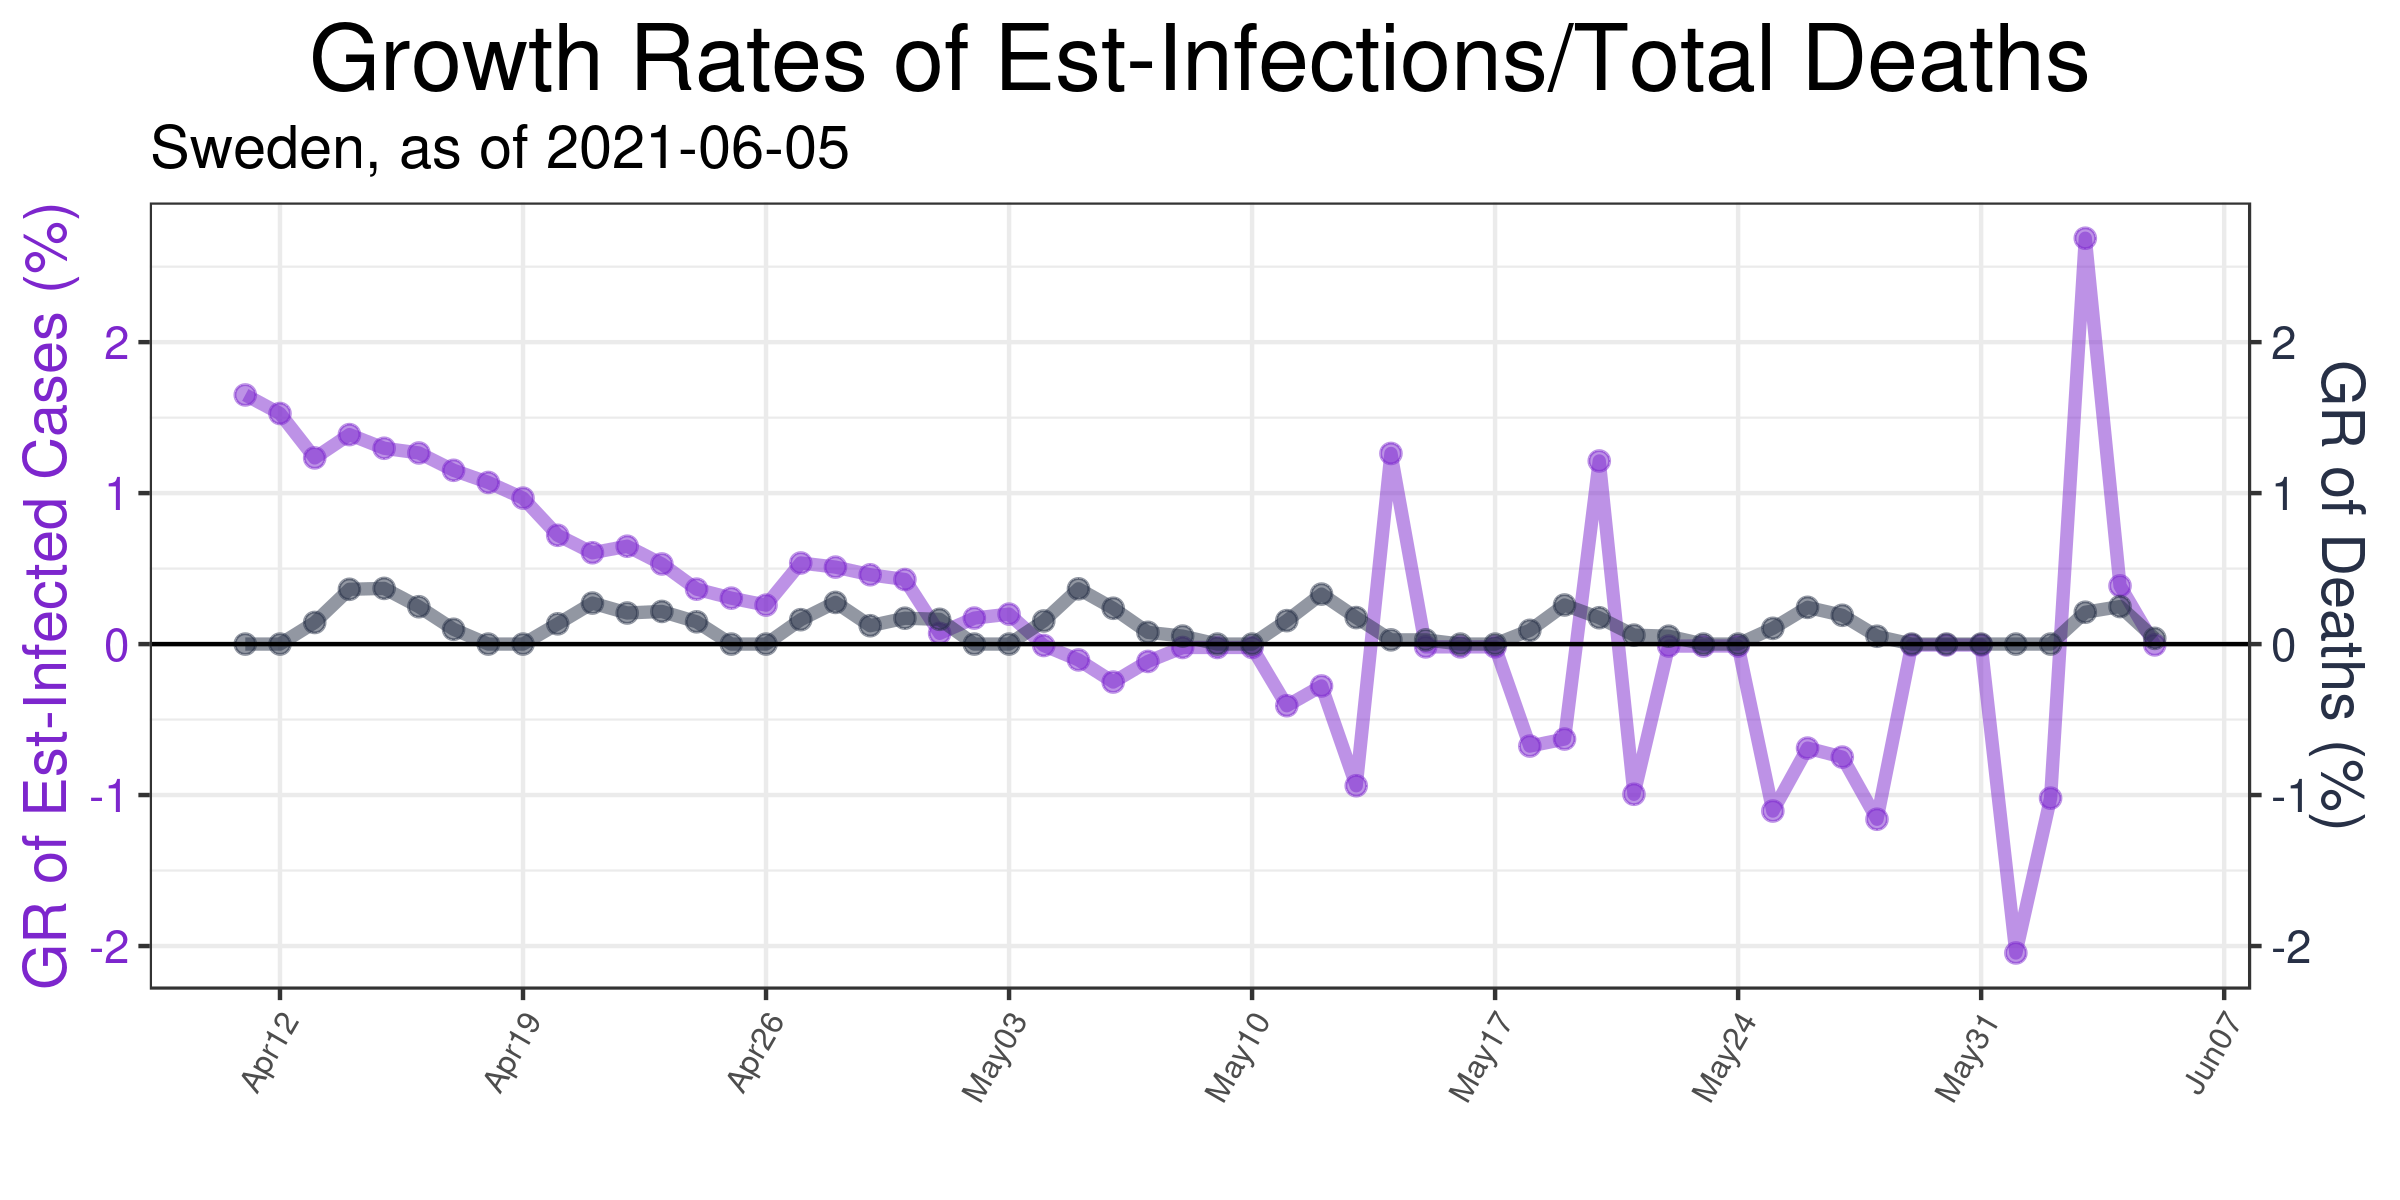 Growth Rates of Est-Infections/Total Deaths
Sweden, as of 2021-06-05
GR of Est-Infected Cases (%)
2
1
0
-1
-2
2
1
0
-1
-2
GR of Deaths (%)
Apr12
Apr19
Apr26
May03
May10
May17
May24
May31
Jun07